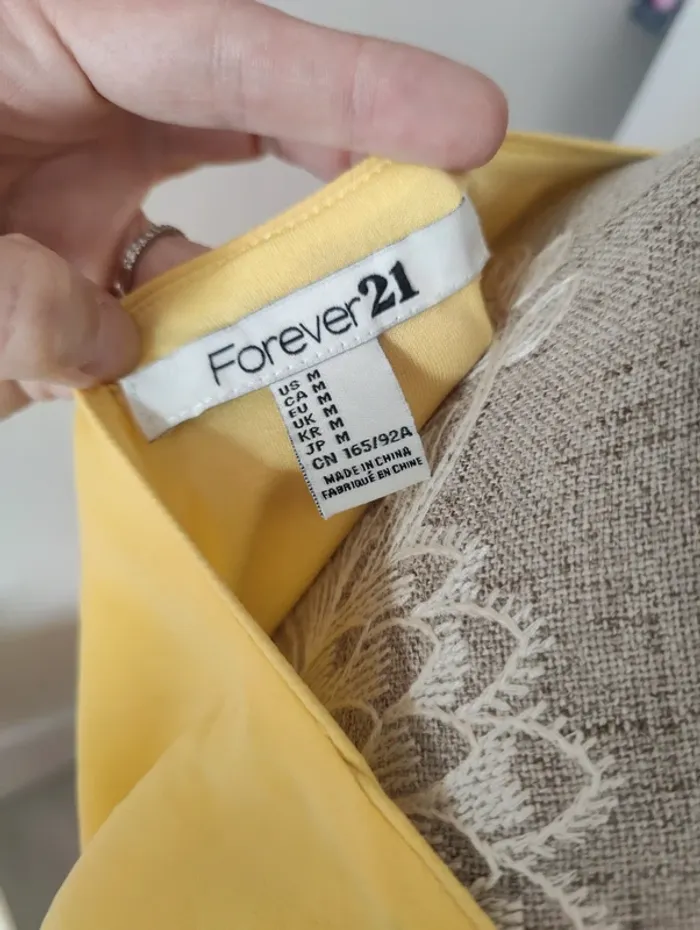 Forever21
US M
CA M
EU M
UK M
KR M
JP M
CN 165/92A
MADE IN CHINA
FABRIQUÉ EN CHINE